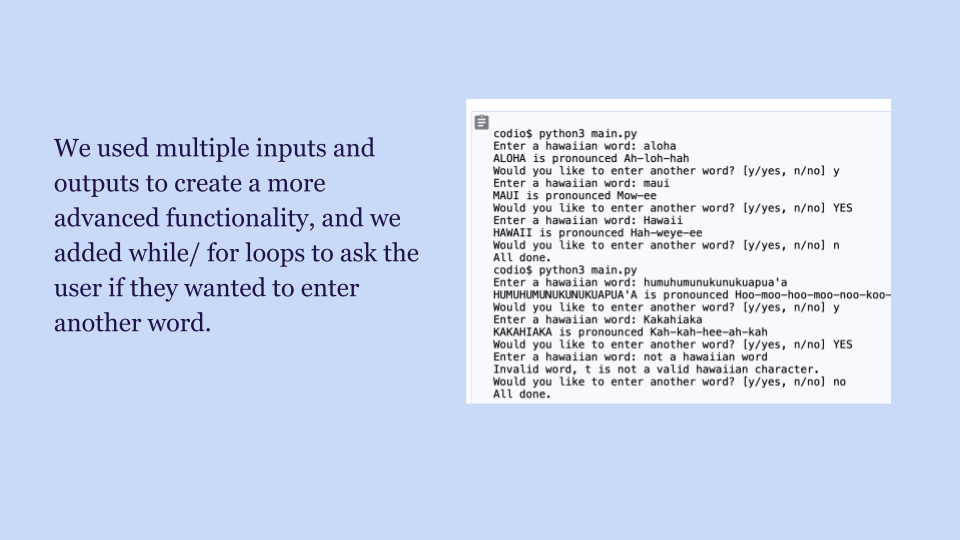 We used multiple inputs and
outputs to create a more
advanced functionality, and we
added while/ for loops to ask the
user if they wanted to enter
another word.
codio$ python3 main.py
Enter a hawaiian word: aloha
ALOHA is pronounced Ah-loh-hah
Would you like to enter another word? [y/yes, n/no] y
Enter a hawaiian word: maui
MAUI is pronounced Mow-ee
Would you like to enter another word? [y/yes, n/no] YES
Enter a hawaiian word: Hawaii
HAWAII is pronounced Hah-weye-ee
Would you like to enter another word? [y/yes, n/no] n
All done.
codio$ python3 main.py
Enter a hawaiian word: humuhumunukunukuapua'a
HUMUHUMUNUKUNUKUAPUA'A is pronounced Hoo-moo-hoo-moo-noo-koo-
Would you like to enter another word? [y/yes, n/no] y
Enter a hawaiian word: Kakahiaka
KAKAHIAKA is pronounced Kah-kah-hee-ah-kah
Would you like to enter another word? [y/yes, n/no] YES
Enter a hawaiian word: not a hawaiian word
Invalid word, t is not a valid hawaiian character.
Would you like to enter another word? [y/yes, n/no] no
All done.